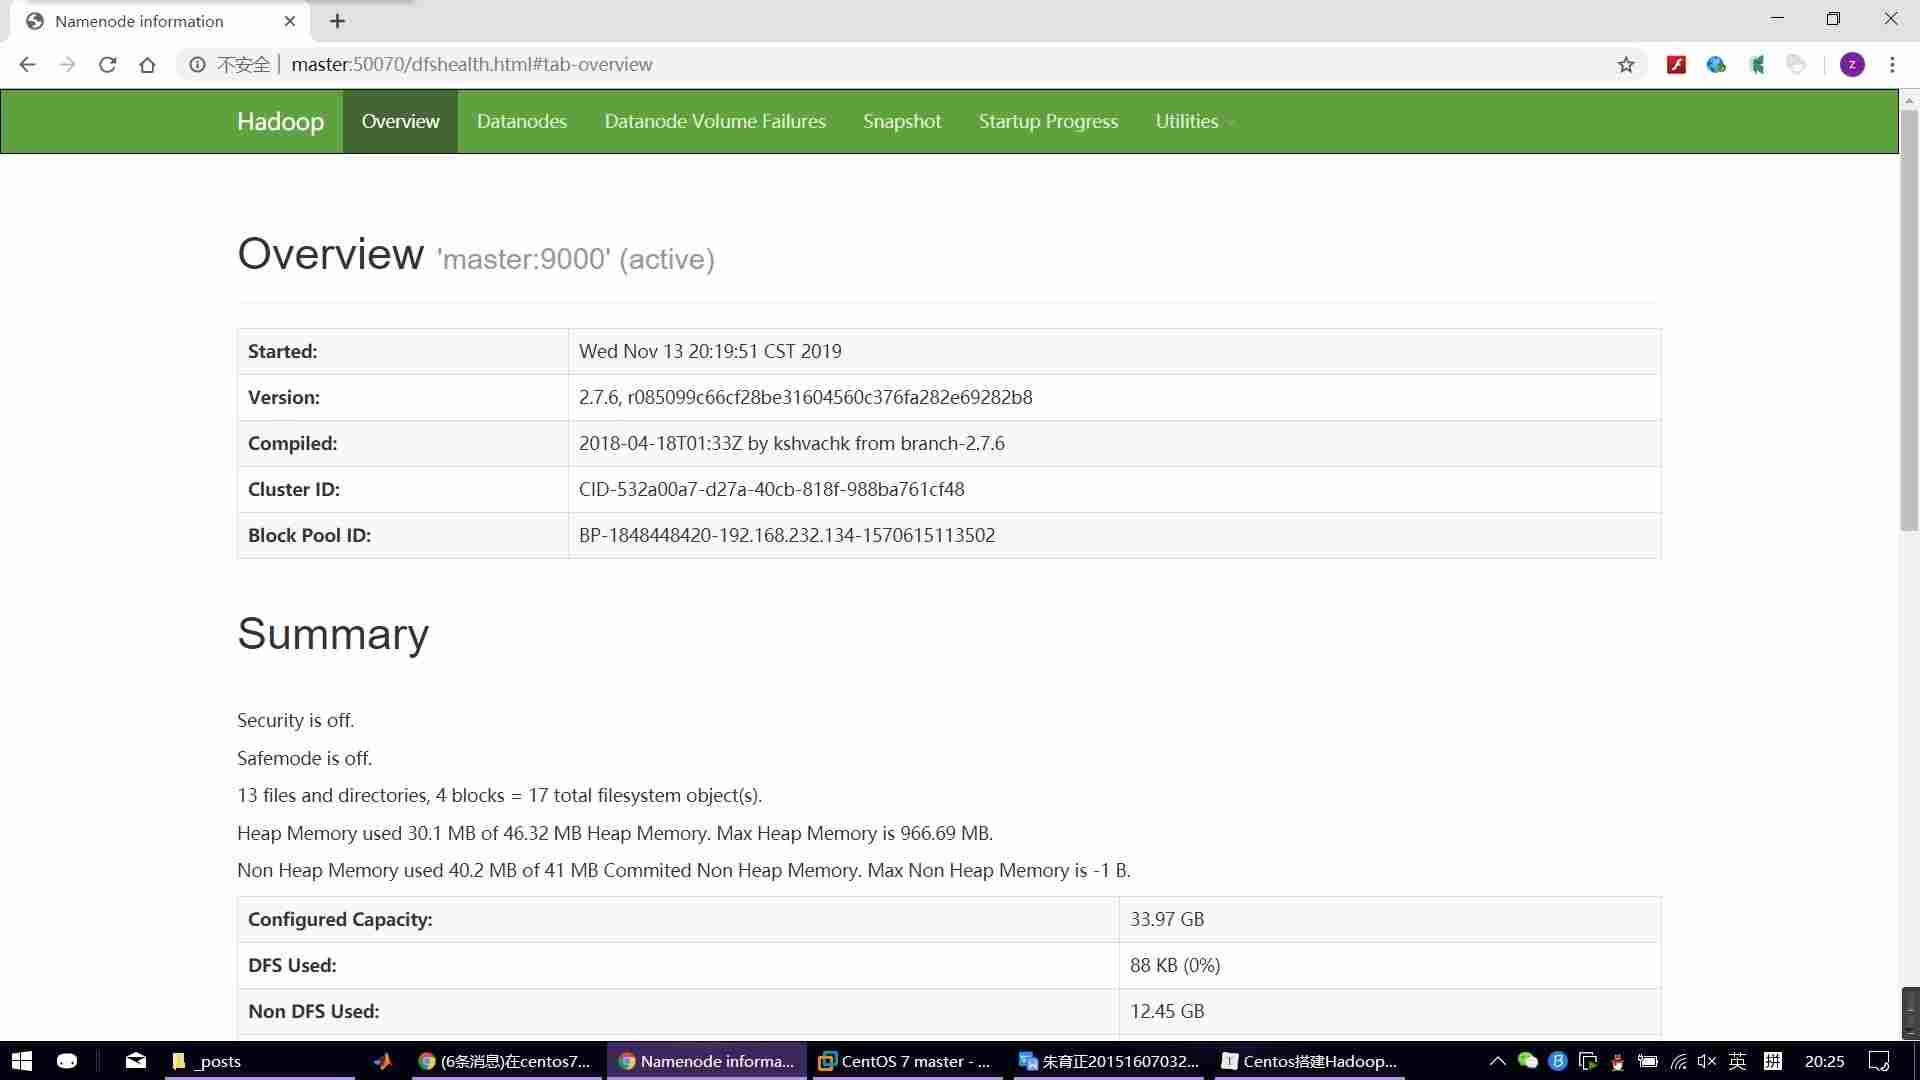 Namenode information
不安全 master:50070/dfshealth.html#tab-overview
Z
Hadoop Overview Datanodes Datanode Volume Failures Snapshot Startup Progress Utilities
Overview 'master:9000' (active)
Started: Wed Nov 13 20:19:51 CST 2019
Version: 2.7.6, r085099c66cf28be31604560c376fa282e69282b8
Compiled: 2018-04-18T01:33Z by kshvachk from branch-2.7.6
Cluster ID: CID-532a00a7-d27a-40cb-818f-988ba761cf48
Block Pool ID: BP-1848448420-192.168.232.134-1570615113502
Summary
Security is off.
Safemode is off.
13 files and directories, 4 blocks = 17 total filesystem object(s).
Heap Memory used 30.1 MB of 46.32 MB Heap Memory. Max Heap Memory is 966.69 MB.
Non Heap Memory used 40.2 MB of 41 MB Commited Non Heap Memory. Max Non Heap Memory is -1 B.
Configured Capacity: 33.97 GB
DFS Used: 88 KB (0%)
Non DFS Used: 12.45 GB
_posts (6条消息)在centos7... Namenode informa... CentOS 7 master - ... 朱育正20151607032... Centos搭建Hadoop... 英 拼 20:25